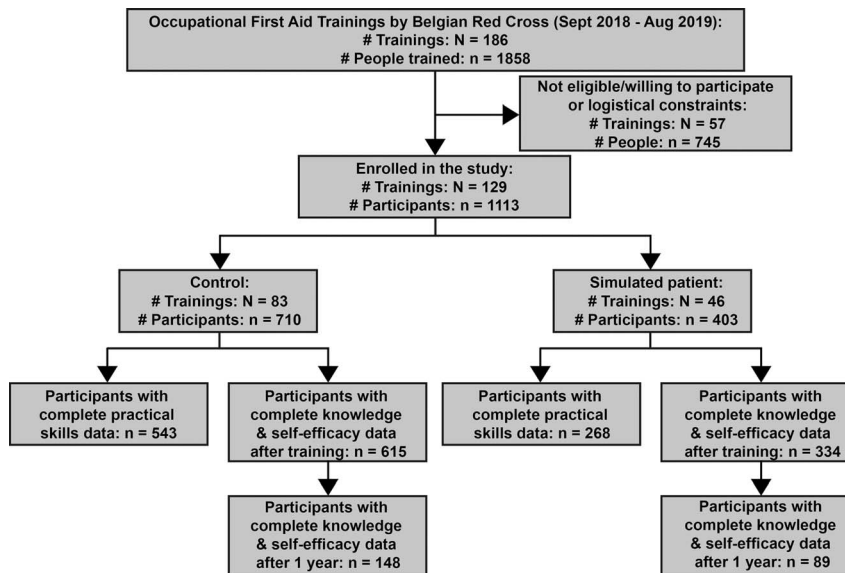 Occupational First Aid Trainings by Belgian Red Cross (Sept 2018 - Aug 2019):
# Trainings: N = 186
# People trained: n = 1858
Not eligible/willing to participate
or logistical constraints:
# Trainings: N = 57
# People: n = 745
Enrolled in the study:
# Trainings: N = 129
# Participants: n = 1113
Control:
# Trainings: N = 83
# Participants: n = 710
Simulated patient:
# Trainings: N = 46
# Participants: n = 403
Participants with
complete practical
skills data: n = 543
Participants with
complete knowledge
& self-efficacy data
after training: n = 615
Participants with
complete practical
skills data: n = 268
Participants with
complete knowledge
& self-efficacy data
after training: n = 334
Participants with
complete knowledge
& self-efficacy data
after 1 year: n = 148
Participants with
complete knowledge
& self-efficacy data
after 1 year: n = 89